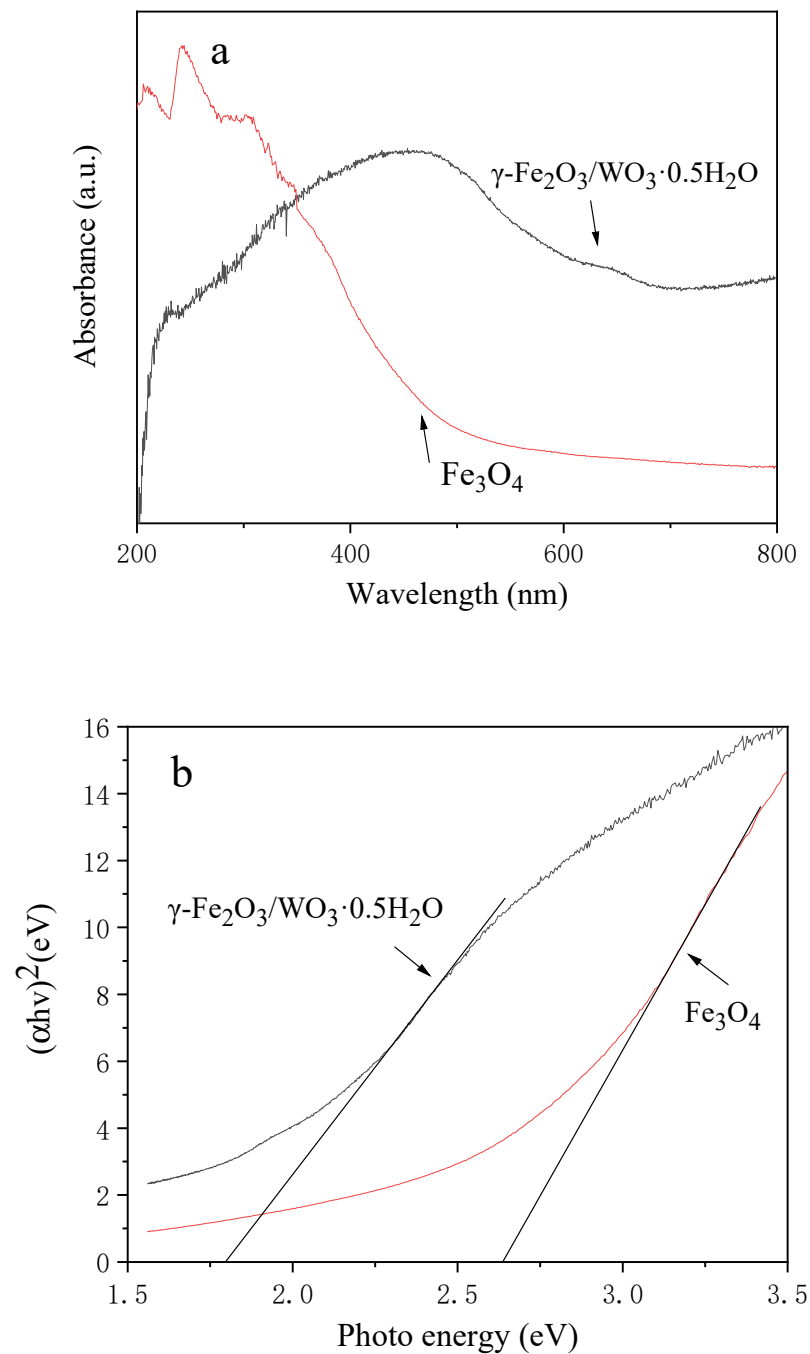 a
γ-Fe₂O₃/WO₃·0.5H₂O
Fe₃O₄
Absorbance (a.u.)
200 400 600 800
Wavelength (nm)
b
16
14
12
10
8
6
4
2
0
γ-Fe₂O₃/WO₃·0.5H₂O
Fe₃O₄
(αhν)²(eV)
1.5 2.0 2.5 3.0 3.5
Photo energy (eV)